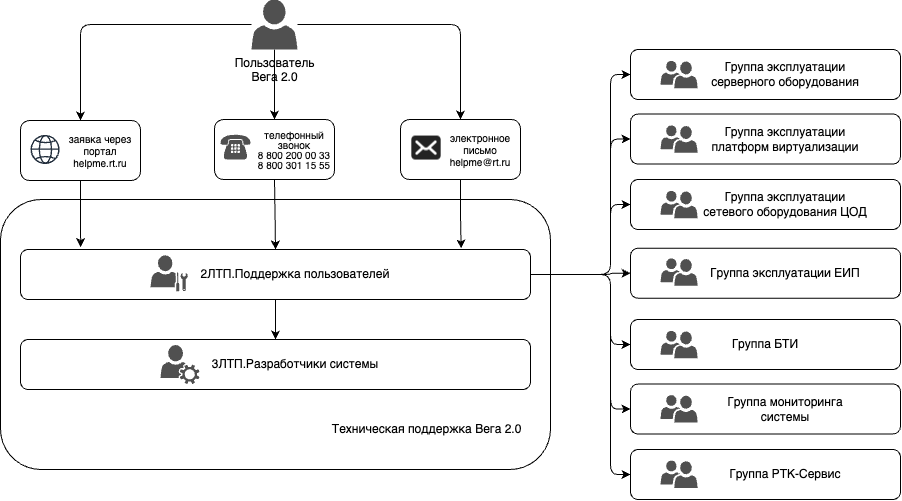 Пользователь
Вега 2.0
заявка через
портал
helpme.rt.ru
телефонный
звонок
8 800 200 00 33
8 800 301 15 55
электронное
письмо
helpme@rt.ru
2ЛТП.Поддержка пользователей
3ЛТП.Разработчики системы
Техническая поддержка Вега 2.0
Группа эксплуатации
серверного оборудования
Группа эксплуатации
платформ виртуализации
Группа эксплуатации
сетевого оборудования ЦОД
Группа эксплуатации ЕИП
Группа БТИ
Группа мониторинга
системы
Группа РТК-Сервис